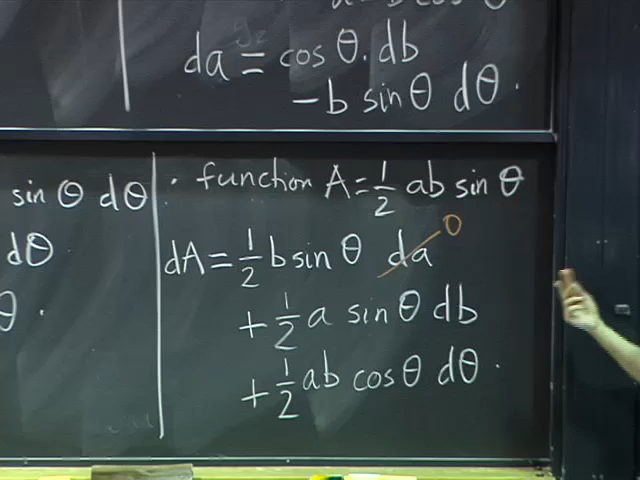 da = cos θ. db
- b sin θ dθ.
sin θ dθ
dθ
θ.
. function A = 1/2 ab sin θ
dA = 1/2 b sin θ da 0
+ 1/2 a sin θ db
+ 1/2 ab cos θ dθ.